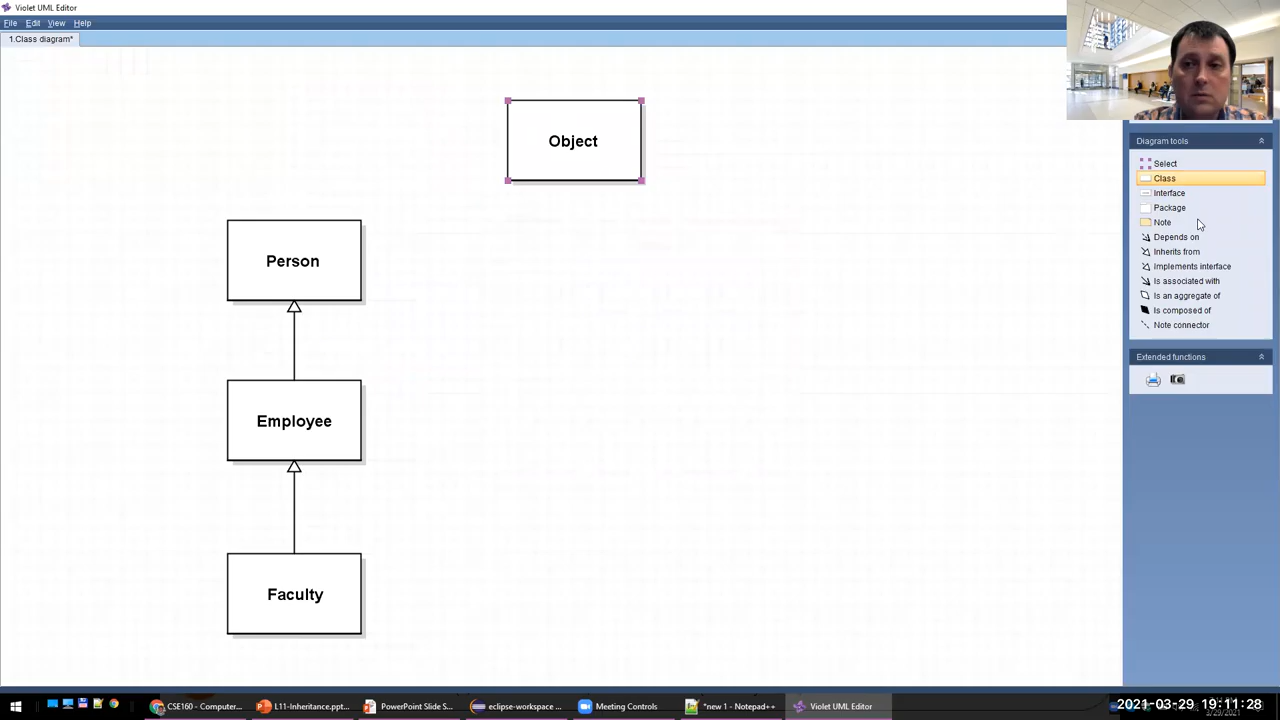 Violet UML Editor
File Edit View Help
1.Class diagram*
Object
Person
Employee
Faculty
Diagram tools
Select
Class
Interface
Package
Note
Depends on
Inherits from
Implements interface
Is associated with
Is an aggregate of
Is composed of
Note connector
Extended functions
CSE160 - Computer... L11-Inheritance.ppt... PowerPoint Slide S... eclipse-workspace ... Meeting Controls *new 1 - Notepad++ Violet UML Editor
2021-03-29 19:11:28